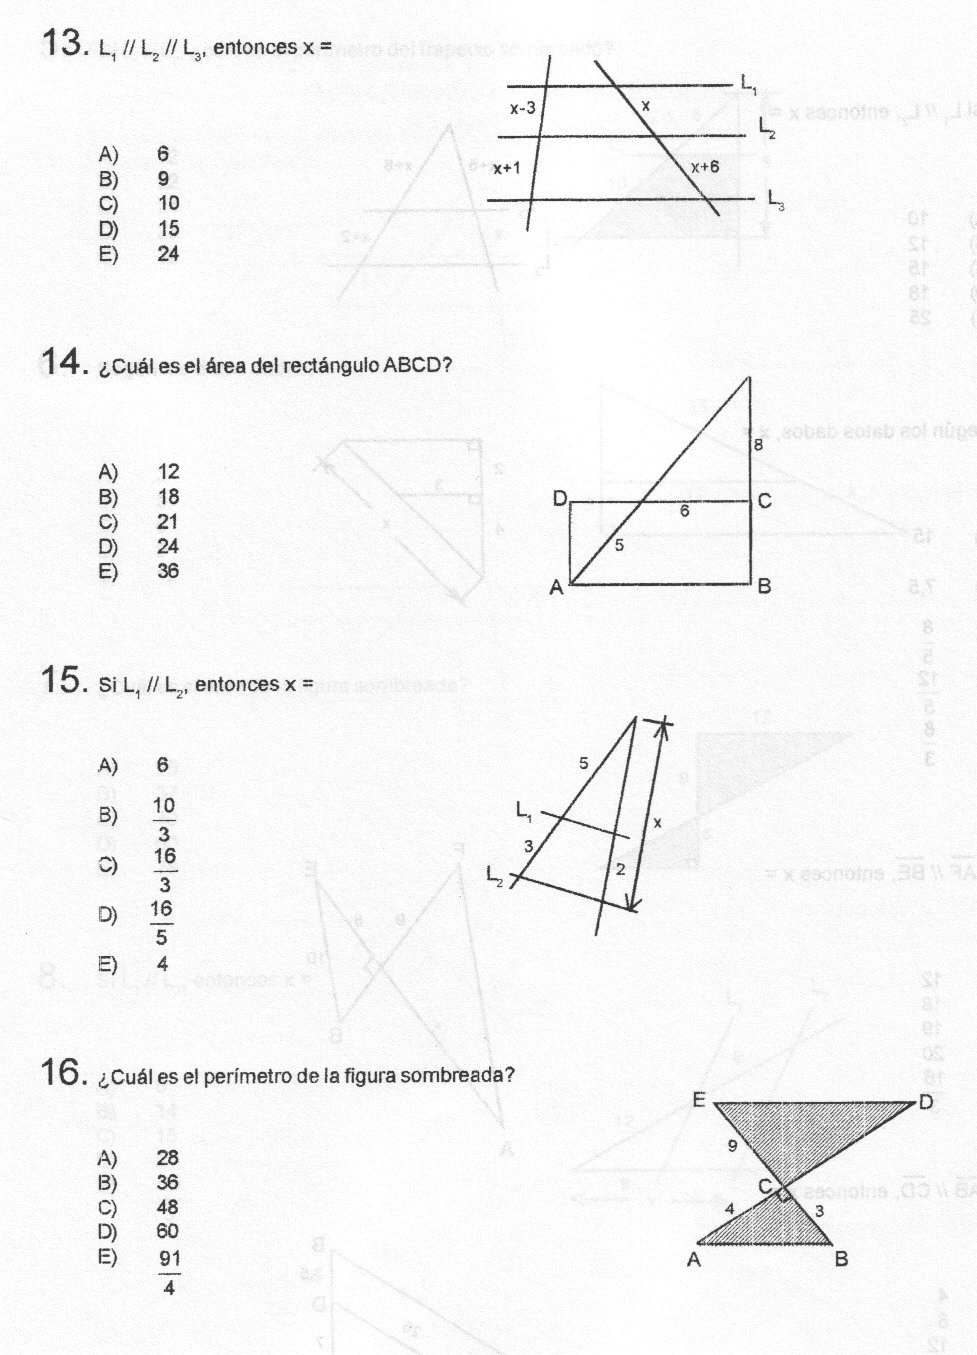 13. L₁ // L₂ // L₃, entonces x =
A) 6
B) 9
C) 10
D) 15
E) 24
L₁
x-3
x
L₂
x+1
x+6
L₃
14. ¿Cuál es el área del rectángulo ABCD?
A) 12
B) 18
C) 21
D) 24
E) 36
8
D
C
6
5
A
B
15. Si L₁ // L₂, entonces x =
A) 6
B) 10/3
C) 16/3
D) 16/5
E) 4
5
L₁
x
3
L₂
2
16. ¿Cuál es el perímetro de la figura sombreada?
A) 28
B) 36
C) 48
D) 60
E) 91/4
E
D
9
C
4
3
A
B